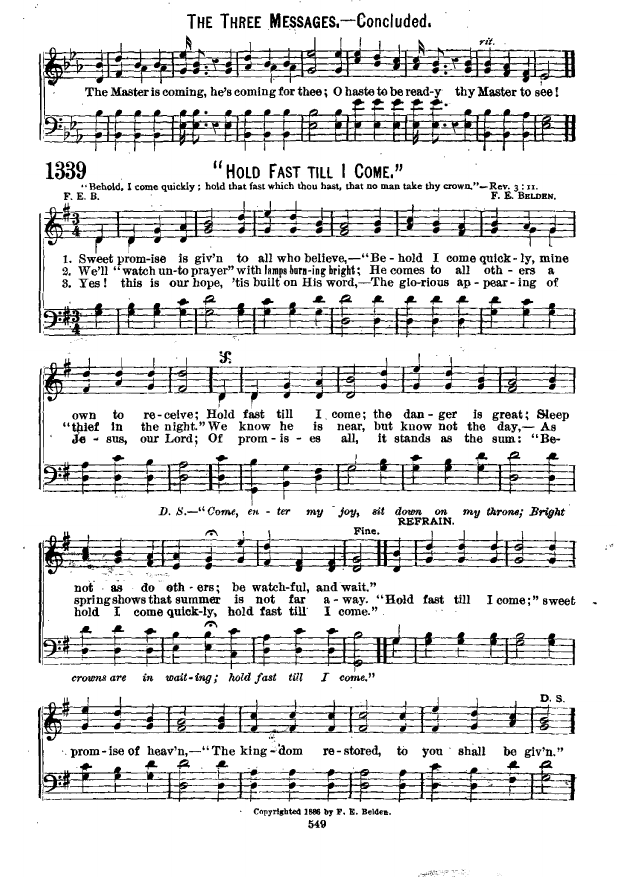 THE THREE MESSAGES.—CONCLUDED.
rit.
The Master is coming, he's coming for thee; O haste to be read-y thy Master to see!
1339
"HOLD FAST TILL I COME."
"Behold, I come quickly; hold that fast which thou hast, that no man take thy crown."—Rev. 3:11.
F. E. B.
F. E. BELDEN.
1. Sweet prom-ise is giv'n to all who believe,—"Be-hold I come quick-ly, mine
2. We'll "watch un-to prayer" with lamps burn-ing bright; He comes to all oth-ers a
3. Yes! this is our hope, 'tis built on His word,—The glo-rious ap-pear-ing of
own to re-ceive; Hold fast till I come; the dan-ger is great; Sleep
"thief in the night." We know he is near, but know not the day,— As
Je-sus, our Lord; Of prom-is-es all, it stands as the sum: "Be-
D. S.—"Come, en-ter my joy, sit down on my throne; Bright
REFRAIN.
Fine.
not as do oth-ers; be watch-ful, and wait."
spring shows that summer is not far a-way. "Hold fast till I come;" sweet
hold I come quick-ly, hold fast till I come."
crowns are in wait-ing; hold fast till I come."
D. S.
prom-ise of heav'n,—"The king-dom re-stored, to you shall be giv'n."
Copyrighted 1886 by F. E. Belden.
549